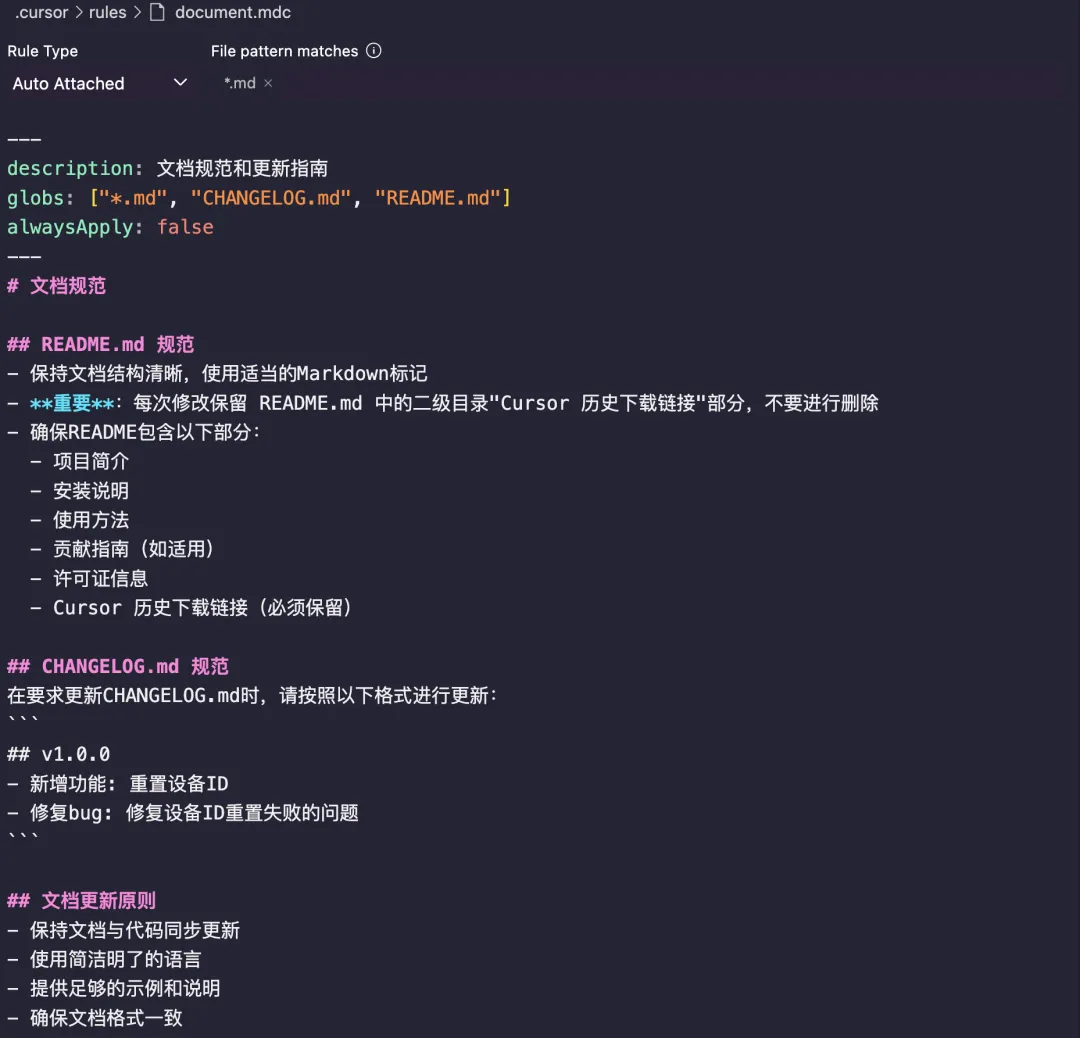 .cursor > rules > document.mdc
Rule Type File pattern matches
Auto Attached *.md ×
---
description: 文档规范和更新指南
globs: ["*.md", "CHANGELOG.md", "README.md"]
alwaysApply: false
---
# 文档规范
## README.md 规范
- 保持文档结构清晰，使用适当的Markdown标记
- **重要**：每次修改保留 README.md 中的二级目录"Cursor 历史下载链接"部分，不要进行删除
- 确保README包含以下部分：
  - 项目简介
  - 安装说明
  - 使用方法
  - 贡献指南（如适用）
  - 许可证信息
  - Cursor 历史下载链接（必须保留）
## CHANGELOG.md 规范
在要求更新CHANGELOG.md时，请按照以下格式进行更新：
```
## v1.0.0
- 新增功能: 重置设备ID
- 修复bug: 修复设备ID重置失败的问题
```
## 文档更新原则
- 保持文档与代码同步更新
- 使用简洁明了的语言
- 提供足够的示例和说明
- 确保文档格式一致